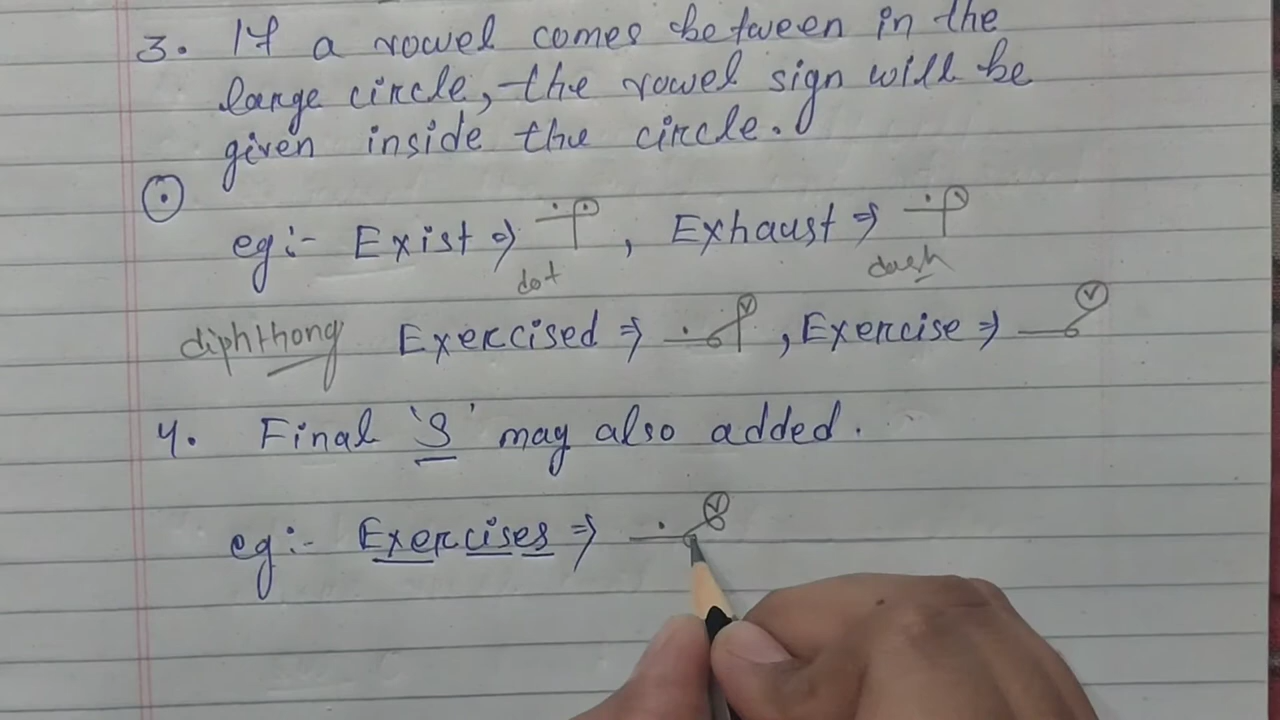 3. If a vowel comes between in the
large circle, the vowel sign will be
given inside the circle.
eg:- Exist ⇒ , Exhaust ⇒
dot dash
diphthong Exercised ⇒ , Exercise ⇒
4. Final 'S' may also added.
eg:- Exercises ⇒